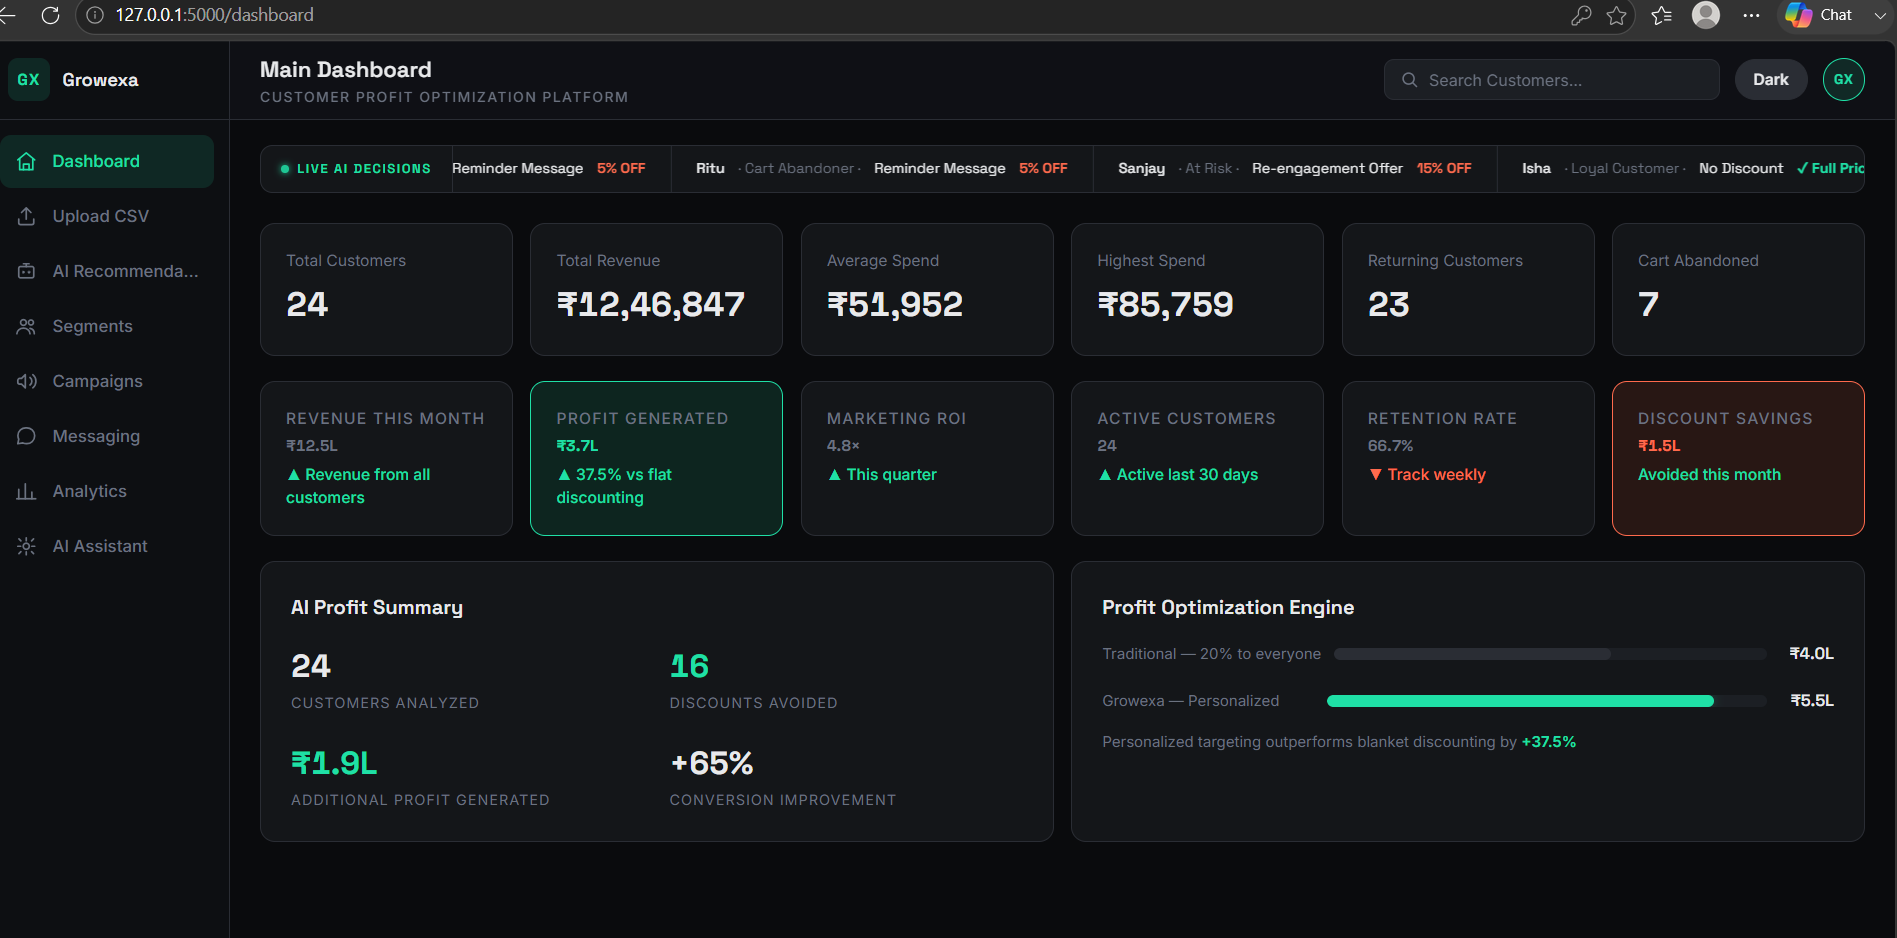 127.0.0.1:5000/dashboard
Chat
GX Growexa
Main Dashboard
CUSTOMER PROFIT OPTIMIZATION PLATFORM
Search Customers...
Dark
GX
Dashboard
Upload CSV
AI Recommenda...
Segments
Campaigns
Messaging
Analytics
AI Assistant
LIVE AI DECISIONS Reminder Message 5% OFF Ritu · Cart Abandoner · Reminder Message 5% OFF Sanjay · At Risk · Re-engagement Offer 15% OFF Isha · Loyal Customer · No Discount ✓ Full Pric
Total Customers
24
Total Revenue
₹12,46,847
Average Spend
₹51,952
Highest Spend
₹85,759
Returning Customers
23
Cart Abandoned
7
REVENUE THIS MONTH
₹12.5L
▲ Revenue from all
customers
PROFIT GENERATED
₹3.7L
▲ 37.5% vs flat
discounting
MARKETING ROI
4.8×
▲ This quarter
ACTIVE CUSTOMERS
24
▲ Active last 30 days
RETENTION RATE
66.7%
▼ Track weekly
DISCOUNT SAVINGS
₹1.5L
Avoided this month
AI Profit Summary
24
CUSTOMERS ANALYZED
16
DISCOUNTS AVOIDED
₹1.9L
ADDITIONAL PROFIT GENERATED
+65%
CONVERSION IMPROVEMENT
Profit Optimization Engine
Traditional — 20% to everyone ₹4.0L
Growexa — Personalized ₹5.5L
Personalized targeting outperforms blanket discounting by +37.5%